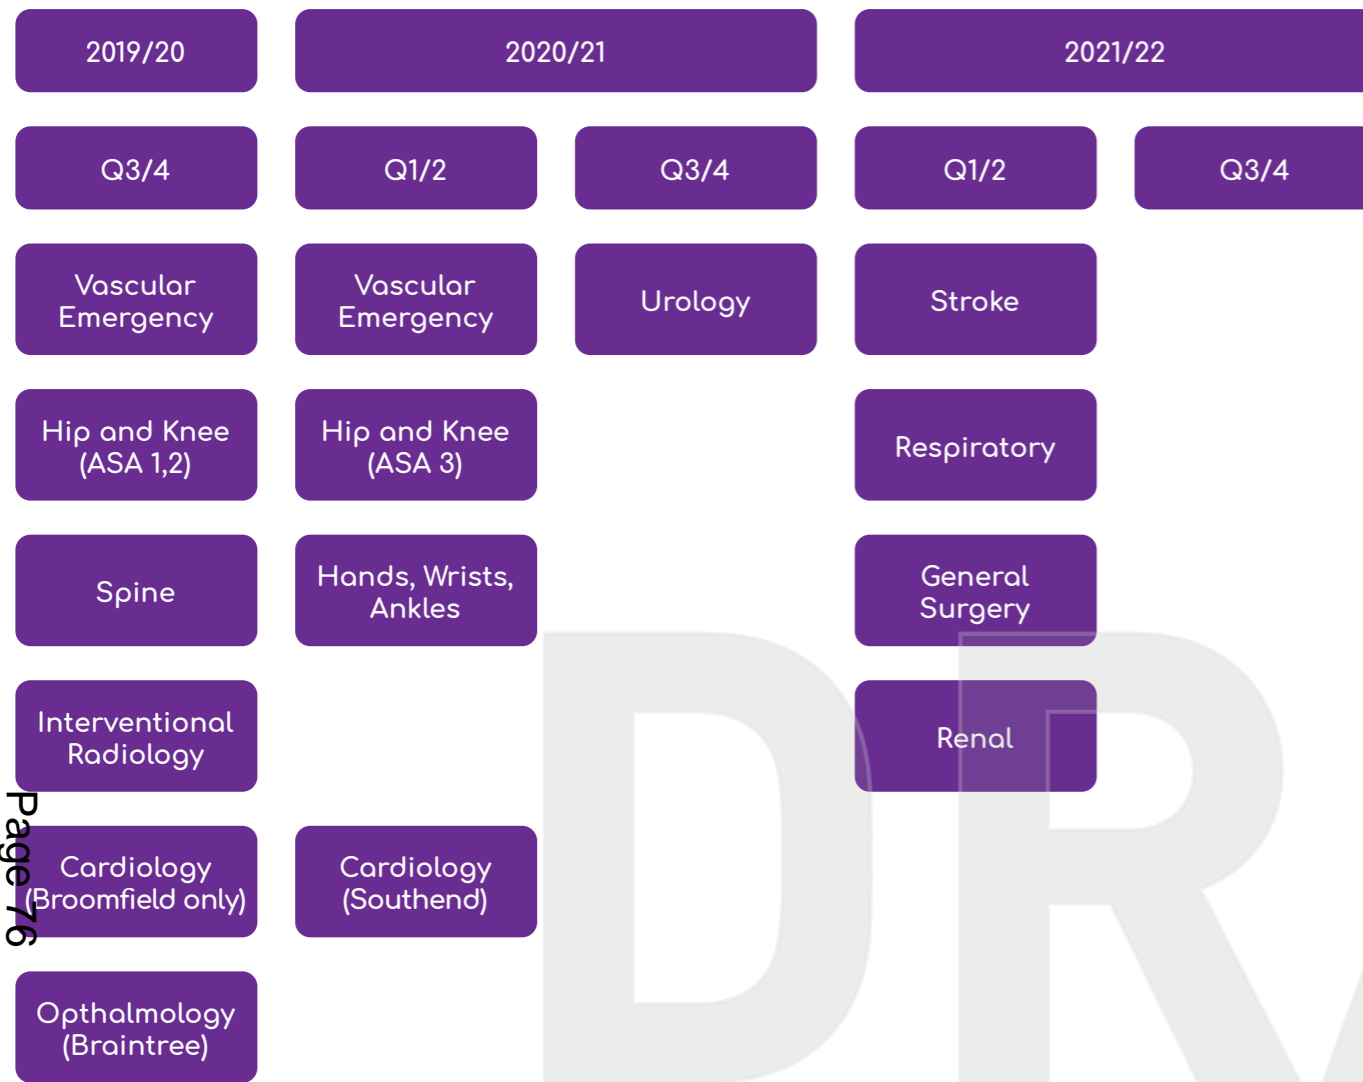 2019/20
2020/21
2021/22
Q3/4
Q1/2
Q3/4
Q1/2
Q3/4
Vascular
Emergency
Vascular
Emergency
Urology
Stroke
Hip and Knee
(ASA 1,2)
Hip and Knee
(ASA 3)
Respiratory
Spine
Hands, Wrists,
Ankles
General
Surgery
Interventional
Radiology
Renal
Cardiology
(Broomfield only)
Cardiology
(Southend)
Opthalmology
(Braintree)
Page 76
DR